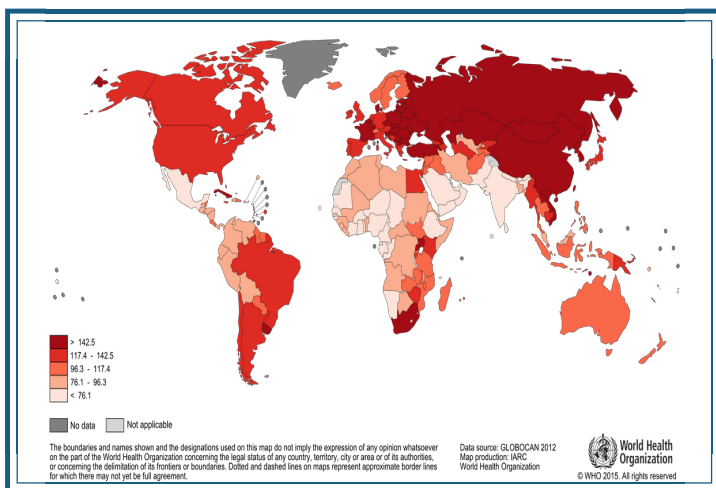 > 142.5
117.4 - 142.5
96.3 - 117.4
76.1 - 96.3
< 76.1
No data
Not applicable
The boundaries and names shown and the designations used on this map do not imply the expression of any opinion whatsoever
on the part of the World Health Organization concerning the legal status of any country, territory, city or area or of its authorities,
or concerning the delimitation of its frontiers or boundaries. Dotted and dashed lines on maps represent approximate border lines
for which there may not yet be full agreement.
Data source: GLOBOCAN 2012
Map production: IARC
World Health Organization
World Health
Organization
© WHO 2015. All rights reserved